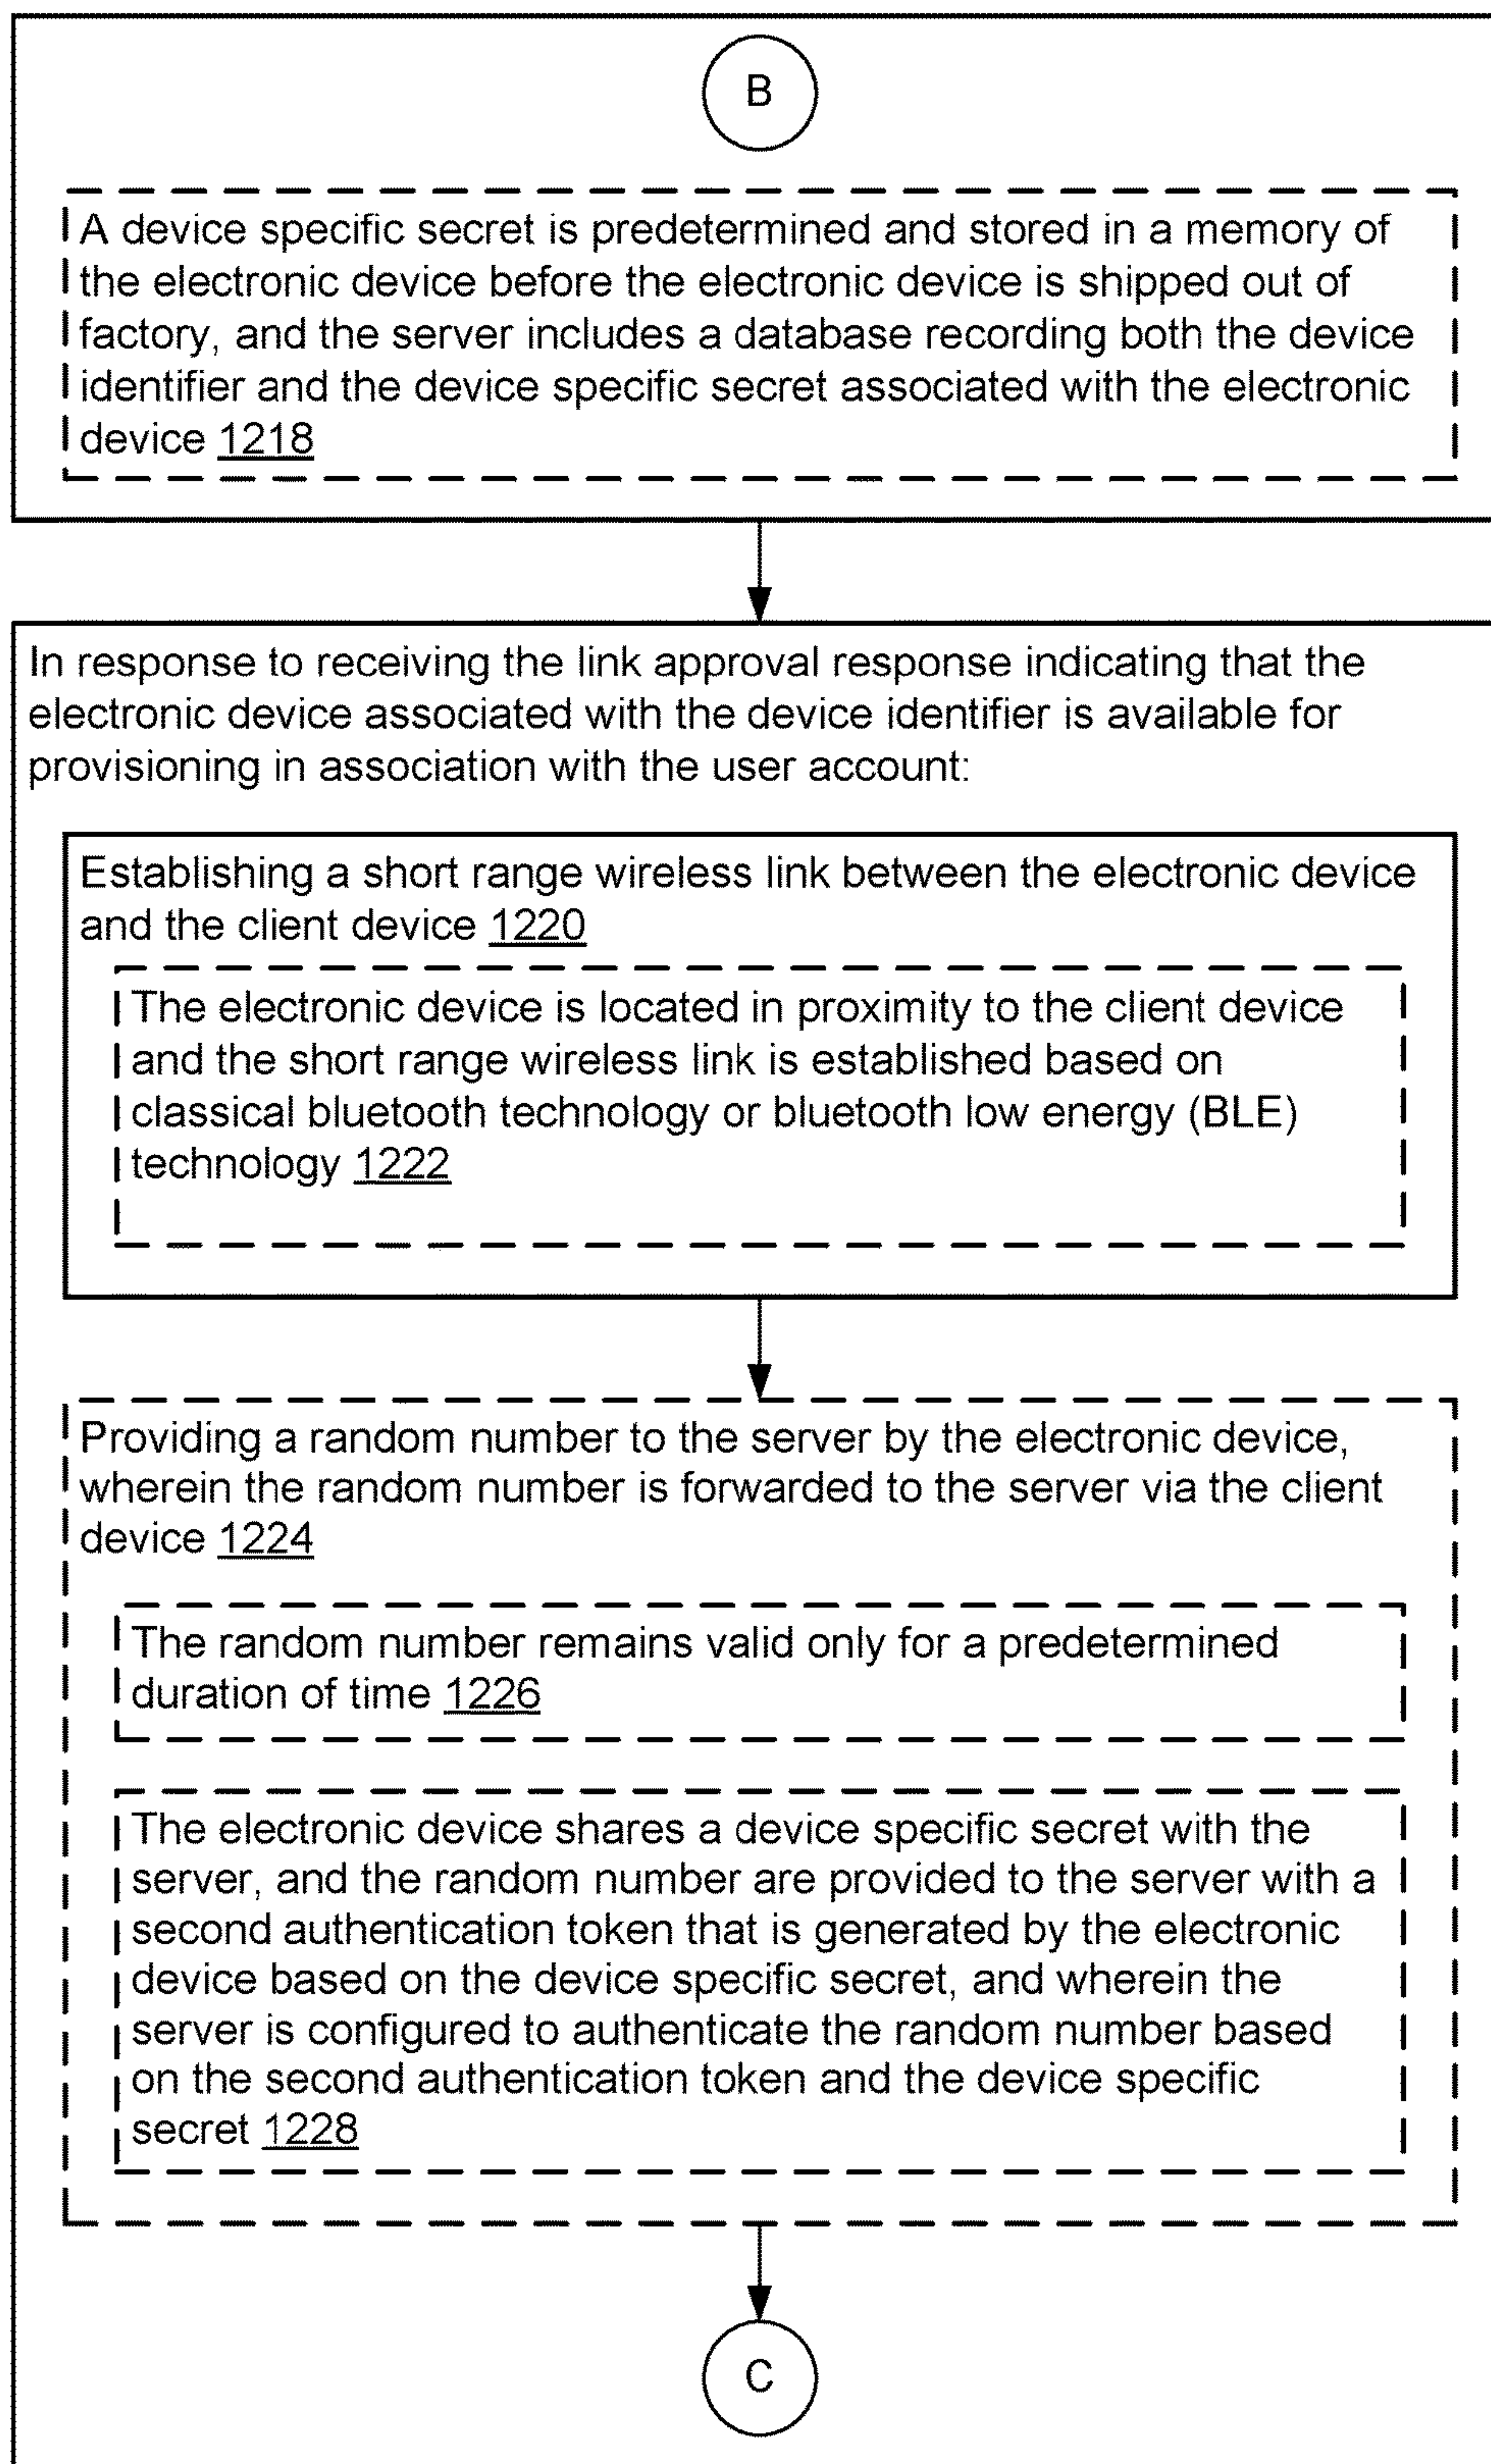 B
A device specific secret is predetermined and stored in a memory of
the electronic device before the electronic device is shipped out of
factory, and the server includes a database recording both the device
identifier and the device specific secret associated with the electronic
device 1218
In response to receiving the link approval response indicating that the
electronic device associated with the device identifier is available for
provisioning in association with the user account:
Establishing a short range wireless link between the electronic device
and the client device 1220
The electronic device is located in proximity to the client device
and the short range wireless link is established based on
classical bluetooth technology or bluetooth low energy (BLE)
technology 1222
Providing a random number to the server by the electronic device,
wherein the random number is forwarded to the server via the client
device 1224
The random number remains valid only for a predetermined
duration of time 1226
The electronic device shares a device specific secret with the
server, and the random number are provided to the server with a
second authentication token that is generated by the electronic
device based on the device specific secret, and wherein the
server is configured to authenticate the random number based
on the second authentication token and the device specific
secret 1228
C